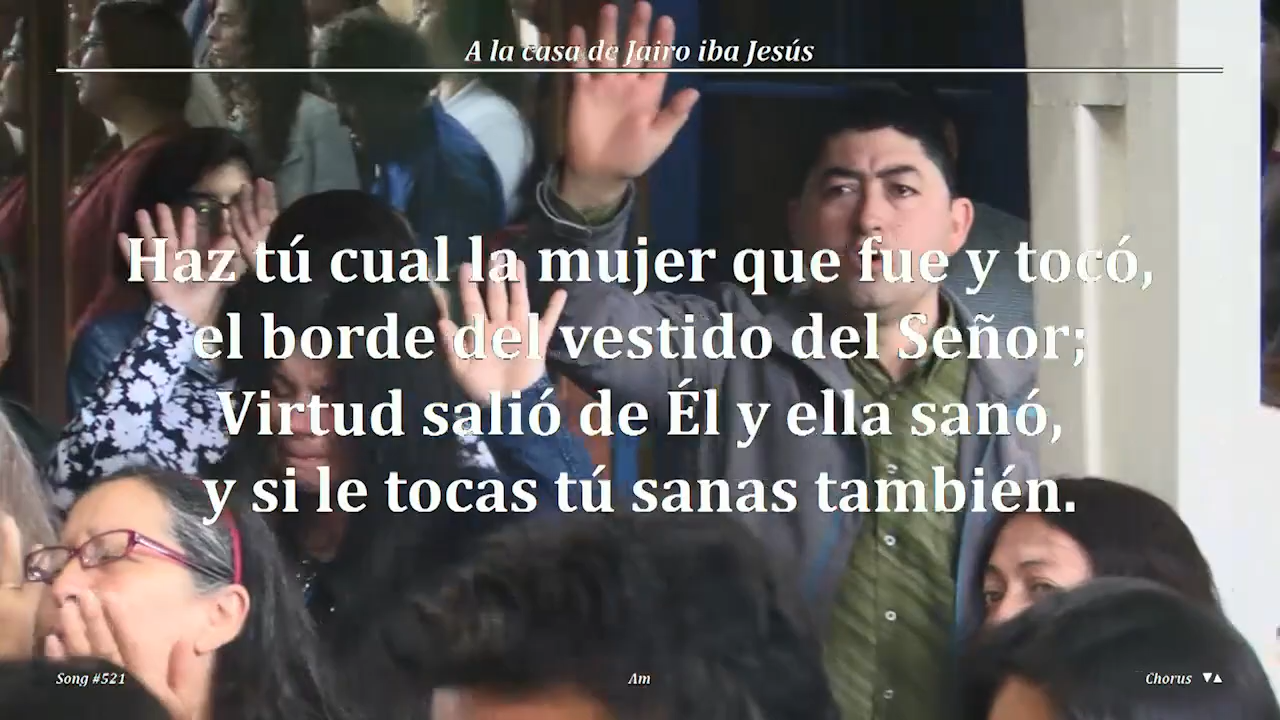 A la casa de Jairo iba Jesús
Haz tú cual la mujer que fue y tocó,
el borde del vestido del Señor;
Virtud salió de Él y ella sanó,
y si le tocas tú sanas también.
Song #521
Am
Chorus ▼▲